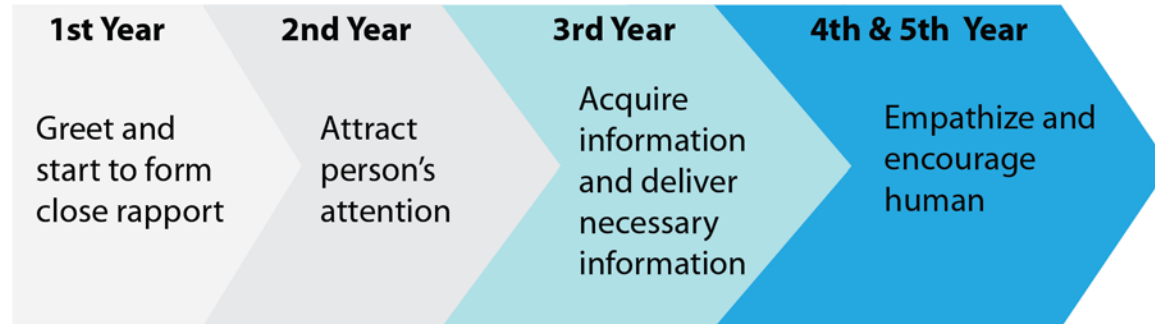 1st Year
Greet and
start to form
close rapport
2nd Year
Attract
person’s
attention
3rd Year
Acquire
information
and deliver
necessary
information
4th & 5th  Year
Empathize and
encourage
human